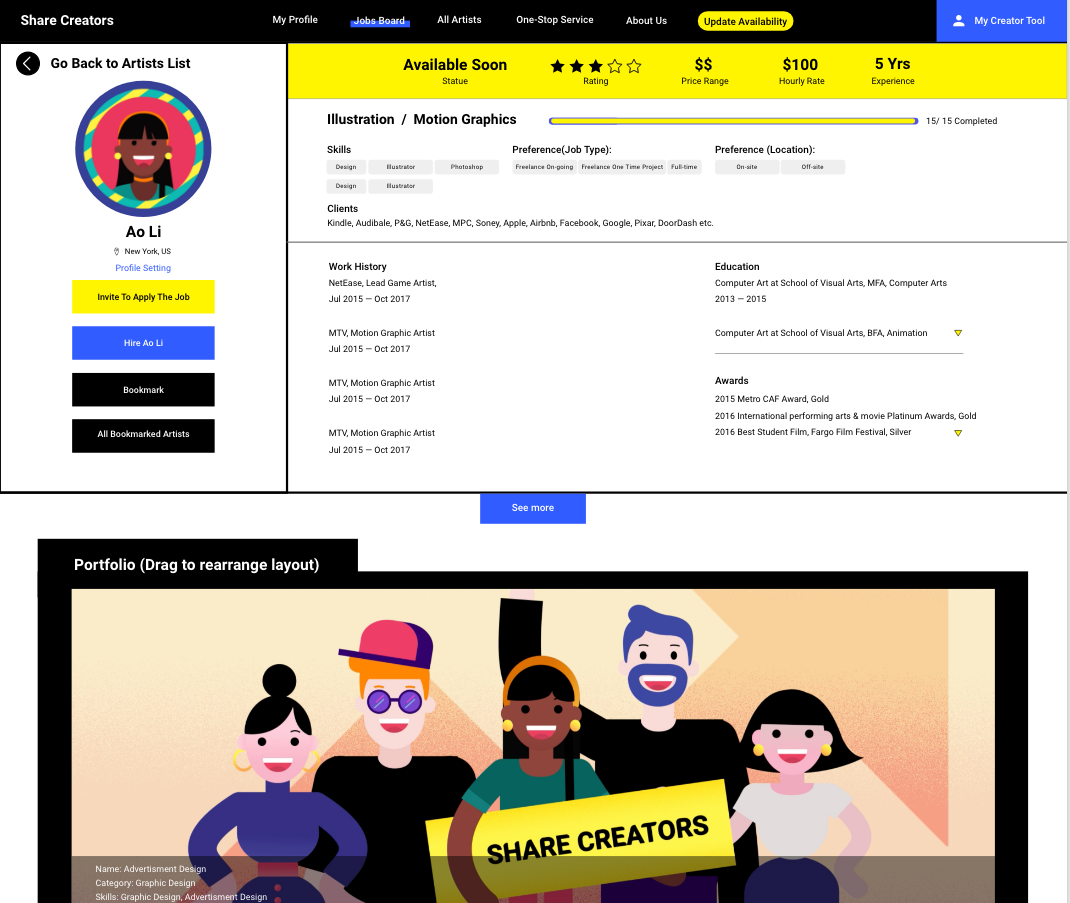 Share Creators
My Profile
Jobs Board
All Artists
One-Stop Service
About Us
Update Availability
My Creator Tool
Go Back to Artists List
Ao Li
New York, US
Profile Setting
Invite To Apply The Job
Hire Ao Li
Bookmark
All Bookmarked Artists
Available Soon
Statue
Rating
$$
Price Range
$100
Hourly Rate
5 Yrs
Experience
Illustration / Motion Graphics
15/ 15 Completed
Skills
Design Illustrator Photoshop
Design Illustrator
Preference(Job Type):
Freelance On-going Freelance One Time Project Full-time
Preference (Location):
On-site Off-site
Clients
Kindle, Audibale, P&G, NetEase, MPC, Soney, Apple, Airbnb, Facebook, Google, Pixar, DoorDash etc.
Work History
NetEase, Lead Game Artist,
Jul 2015 — Oct 2017
MTV, Motion Graphic Artist
Jul 2015 — Oct 2017
MTV, Motion Graphic Artist
Jul 2015 — Oct 2017
MTV, Motion Graphic Artist
Jul 2015 — Oct 2017
Education
Computer Art at School of Visual Arts, MFA, Computer Arts
2013 — 2015
Computer Art at School of Visual Arts, BFA, Animation
Awards
2015 Metro CAF Award, Gold
2016 International performing arts & movie Platinum Awards, Gold
2016 Best Student Film, Fargo Film Festival, Silver
See more
Portfolio (Drag to rearrange layout)
SHARE CREATORS
Name: Advertisment Design
Category: Graphic Design
Skills: Graphic Design, Advertisment Design